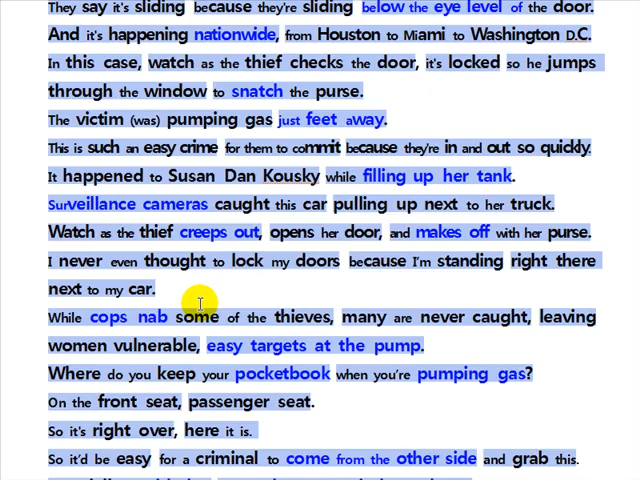 They say it's sliding because they're sliding below the eye level of the door.
And it's happening nationwide, from Houston to Miami to Washington D.C.
In this case, watch as the thief checks the door, it's locked so he jumps
through the window to snatch the purse.
The victim (was) pumping gas just feet away.
This is such an easy crime for them to commit because they're in and out so quickly.
It happened to Susan Dan Kousky while filling up her tank.
Surveillance cameras caught this car pulling up next to her truck.
Watch as the thief creeps out, opens her door, and makes off with her purse.
I never even thought to lock my doors because I'm standing right there
next to my car.
While cops nab some of the thieves, many are never caught, leaving
women vulnerable, easy targets at the pump.
Where do you keep your pocketbook when you're pumping gas?
On the front seat, passenger seat.
So it's right over, here it is.
So it'd be easy for a criminal to come from the other side and grab this.